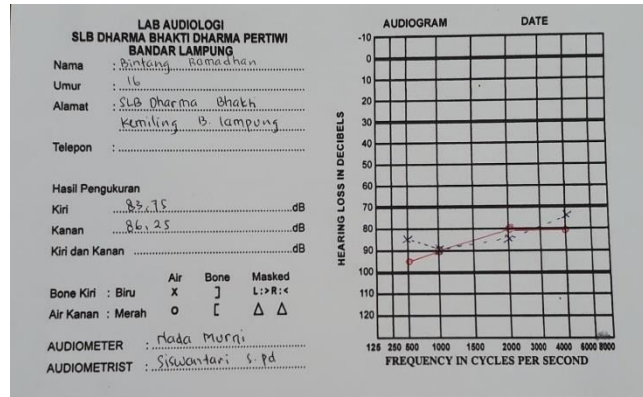 LAB AUDIOLOGI
SLB DHARMA BHAKTI DHARMA PERTIWI
BANDAR LAMPUNG
Nama : Bintang Ramadhan
Umur : 16
Alamat : SLB Dharma Bhakti
Kemiling B. lampung
Telepon :
Hasil Pengukuran
Kiri 83,75 dB
Kanan 86,25 dB
Kiri dan Kanan dB
Air Bone Masked
Bone Kiri : Biru X ] L:>R:<
Air Kanan : Merah O [ Δ Δ
AUDIOMETER : Nada Murni
AUDIOMETRIST : Siswantari S.pd
AUDIOGRAM DATE
HEARING LOSS IN DECIBELS
-10
0
10
20
30
40
50
60
70
80
90
100
110
120
125 250 500 1000 1500 2000 3000 4000 6000 8000
FREQUENCY IN CYCLES PER SECOND